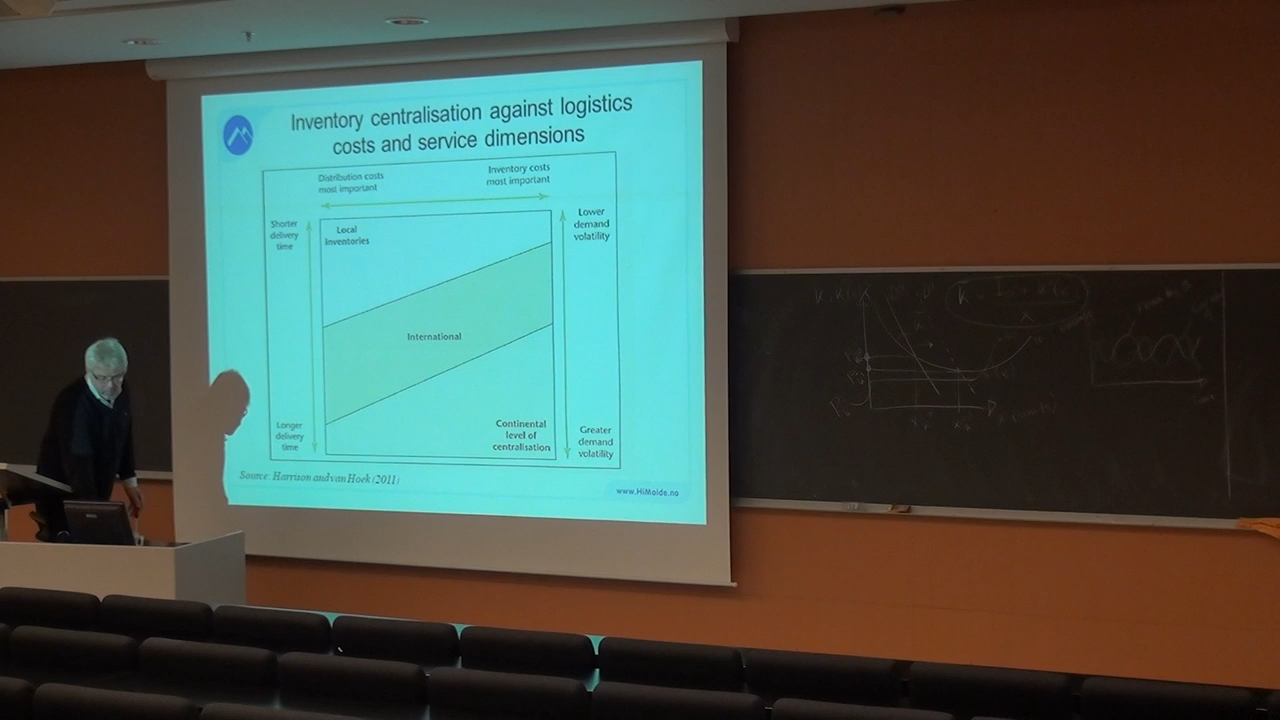 Inventory centralisation against logistics
costs and service dimensions
Distribution costs
most important
Inventory costs
most important
Shorter
delivery
time
Local
Inventories
Lower
demand
volatility
International
Longer
delivery
time
Continental
level of
centralisation
Greater
demand
volatility
Source: Harrison and van Hoek (2011)
www.HiMolde.no